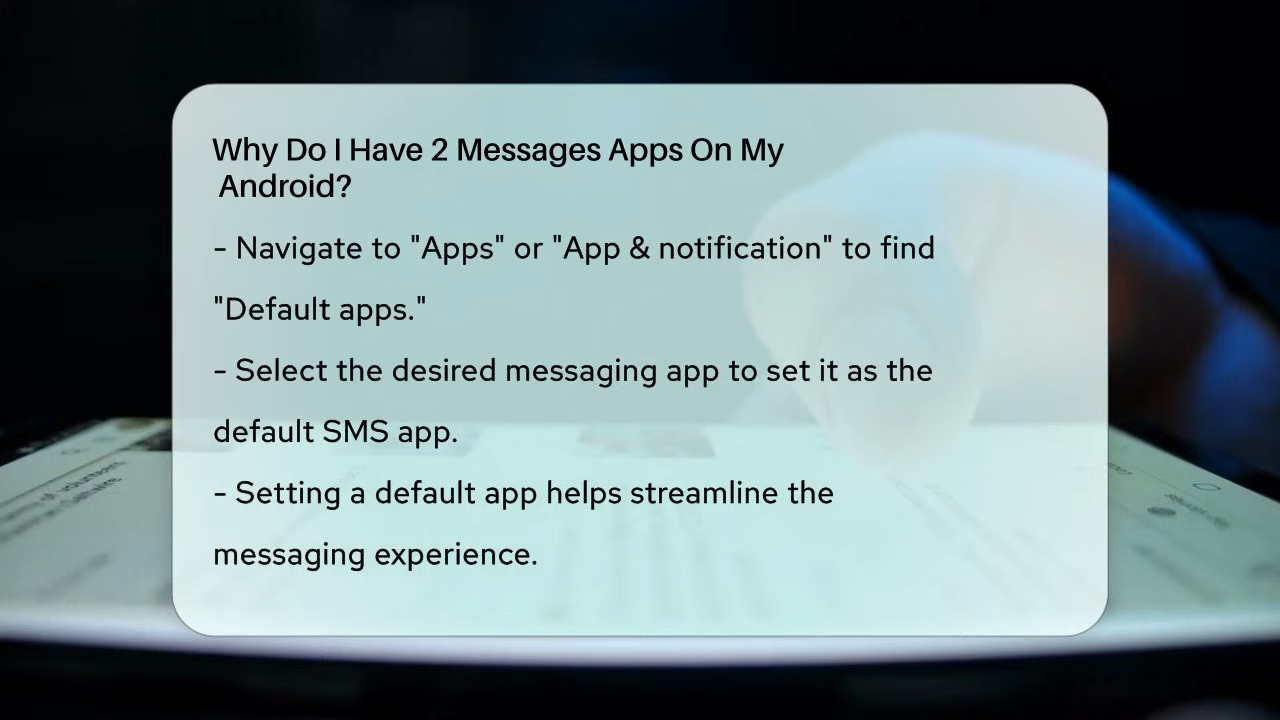 Why Do I Have 2 Messages Apps On My
Android?
- Navigate to "Apps" or "App & notification" to find
"Default apps."
- Select the desired messaging app to set it as the
default SMS app.
- Setting a default app helps streamline the
messaging experience.